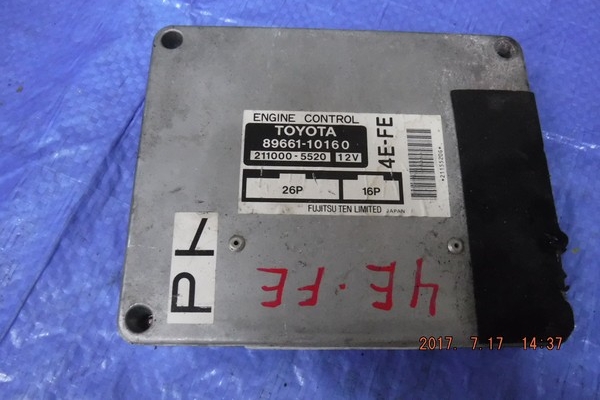 ENGINE CONTROL
TOYOTA
89661-10160
211000-5520 12V
4E-FE
26P 16P
FUJITSU TEN LIMITED JAPAN
4E-FE
2017. 7.17 14:37